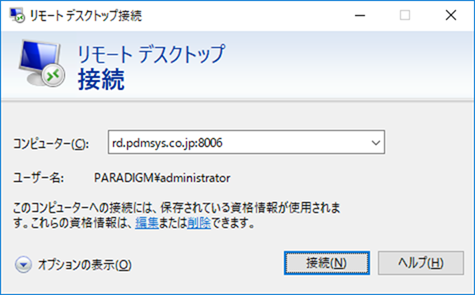 リモート デスクトップ接続
リモート デスクトップ
接続
コンピューター(C):
rd.pdmsys.co.jp:8006
ユーザー名:
PARADIGM¥administrator
このコンピューターへの接続には、保存されている資格情報が使用されま
す。これらの資格情報は、編集または削除できます。
オプションの表示(O)
接続(N)
ヘルプ(H)